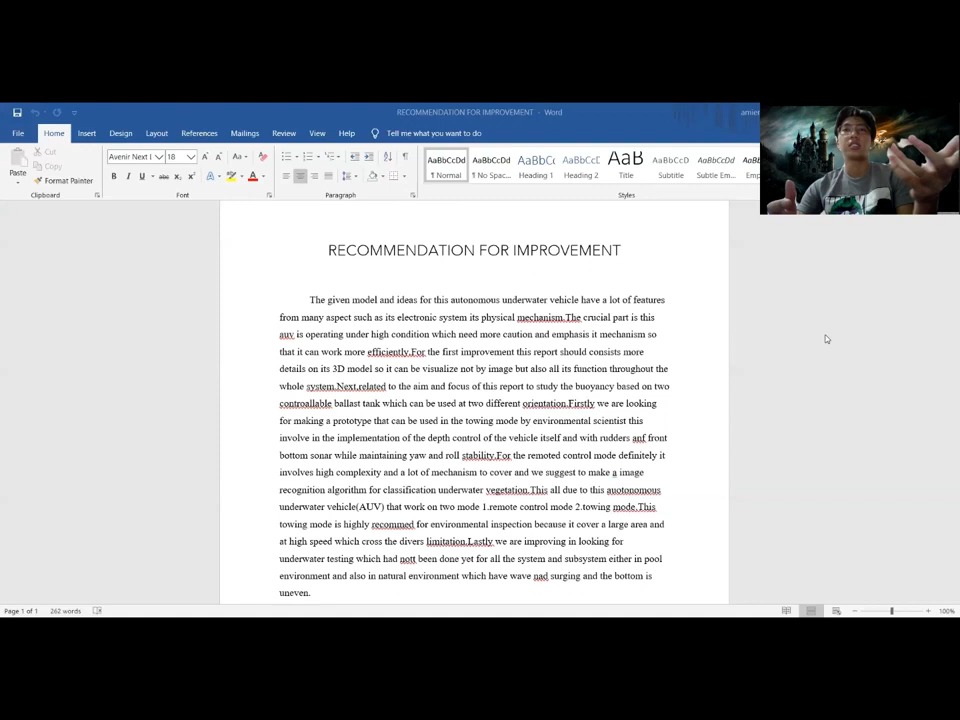 RECOMMENDATION FOR IMPROVEMENT - Word
amier
File Home Insert Design Layout References Mailings Review View Help Tell me what you want to do
Cut
Copy
Paste
Format Painter
Avenir Next L 18
Aa
B I U abc X₂ X² A A
AaBbCcDd AaBbCcDd AaBbCc AaBbCcD AaB AaBbCcD AaBbCcDd AaBb
1 Normal 1 No Spac... Heading 1 Heading 2 Title Subtitle Subtle Em... Em
Clipboard Font Paragraph Styles
RECOMMENDATION FOR IMPROVEMENT
The given model and ideas for this autonomous underwater vehicle have a lot of features
from many aspect such as its electronic system its physical mechanism.The crucial part is this
auv is operating under high condition which need more caution and emphasis it mechanism so
that it can work more efficiently.For the first improvement this report should consists more
details on its 3D model so it can be visualize not by image but also all its function throughout the
whole system.Next,related to the aim and focus of this report to study the buoyancy based on two
controallable ballast tank which can be used at two different orientation.Firstly we are looking
for making a prototype that can be used in the towing mode by environmental scientist this
involve in the implementation of the depth control of the vehicle itself and with rudders anf front
bottom sonar while maintaining yaw and roll stability.For the remoted control mode definitely it
involves high complexity and a lot of mechanism to cover and we suggest to make a image
recognition algorithm for classification underwater vegetation.This all due to this auotonomous
underwater vehicle(AUV) that work on two mode 1.remote control mode 2.towing mode.This
towing mode is highly recommed for environmental inspection because it cover a large area and
at high speed which cross the divers limitation.Lastly we are improving in looking for
underwater testing which had nott been done yet for all the system and subsystem either in pool
environment and also in natural environment which have wave nad surging and the bottom is
uneven.
Page 1 of 1 262 words 100%